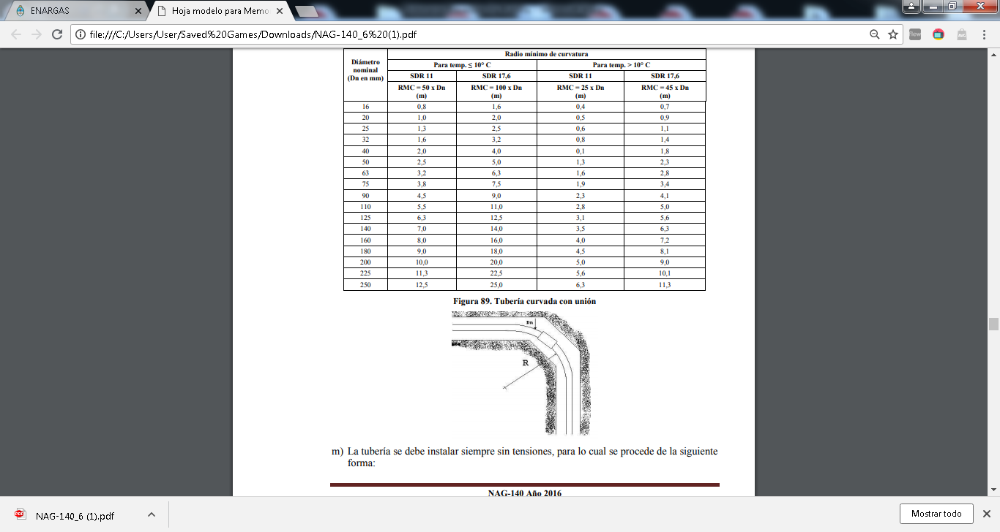 ENARGAS
Hoja modelo para Memo
file:///C:/Users/User/Saved%20Games/Downloads/NAG-140_6%20(1).pdf
Diámetro nominal (Dn en mm) Radio mínimo de curvatura
Para temp. ≤ 10° C Para temp. > 10° C
SDR 11 SDR 17,6 SDR 11 SDR 17,6
RMC = 50 x Dn (m) RMC = 100 x Dn (m) RMC = 25 x Dn (m) RMC = 45 x Dn (m)
16 0,8 1,6 0,4 0,7
20 1,0 2,0 0,5 0,9
25 1,3 2,5 0,6 1,1
32 1,6 3,2 0,8 1,4
40 2,0 4,0 0,1 1,8
50 2,5 5,0 1,3 2,3
63 3,2 6,3 1,6 2,8
75 3,8 7,5 1,9 3,4
90 4,5 9,0 2,3 4,1
110 5,5 11,0 2,8 5,0
125 6,3 12,5 3,1 5,6
140 7,0 14,0 3,5 6,3
160 8,0 16,0 4,0 7,2
180 9,0 18,0 4,5 8,1
200 10,0 20,0 5,0 9,0
225 11,3 22,5 5,6 10,1
250 12,5 25,0 6,3 11,3
Figura 89. Tubería curvada con unión
Dn
R
m) La tubería se debe instalar siempre sin tensiones, para lo cual se procede de la siguiente
forma:
NAG-140 Año 2016
PDF
NAG-140_6 (1).pdf
Mostrar todo